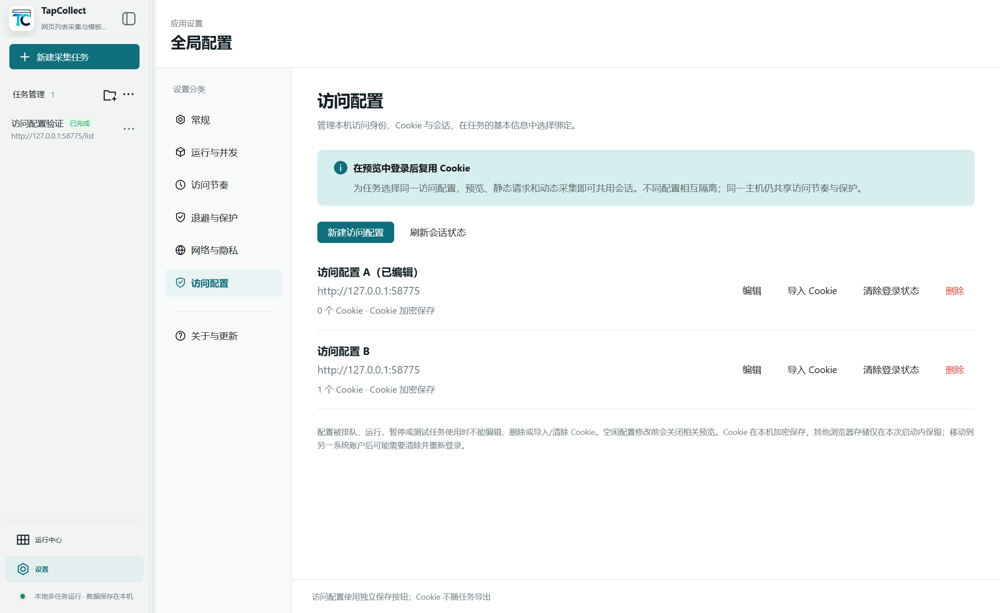 TapCollect
网页列表采集与模板...
新建采集任务
任务管理 1
访问配置验证 已完成
http://127.0.0.1:58775/list
运行中心
设置
本地多任务运行 · 数据保存在本机
应用设置
全局配置
设置分类
常规
运行与并发
访问节奏
退避与保护
网络与隐私
访问配置
关于与更新
访问配置
管理本机访问身份、Cookie 与会话，在任务的基本信息中选择绑定。
在预览中登录后复用 Cookie
为任务选择同一访问配置，预览、静态请求和动态采集即可共用会话。不同配置相互隔离；同一主机仍共享访问节奏与保护。
新建访问配置 刷新会话状态
访问配置 A（已编辑）
http://127.0.0.1:58775
0 个 Cookie · Cookie 加密保存
编辑 导入 Cookie 清除登录状态 删除
访问配置 B
http://127.0.0.1:58775
1 个 Cookie · Cookie 加密保存
编辑 导入 Cookie 清除登录状态 删除
配置被排队、运行、暂停或测试任务使用时不能编辑、删除或导入/清除 Cookie。空闲配置修改前会关闭相关预览。Cookie 在本机加密保存，其他浏览器存储仅在本次启动内保留；移动到
另一系统账户后可能需要清除并重新登录。
访问配置使用独立保存按钮；Cookie 不随任务导出